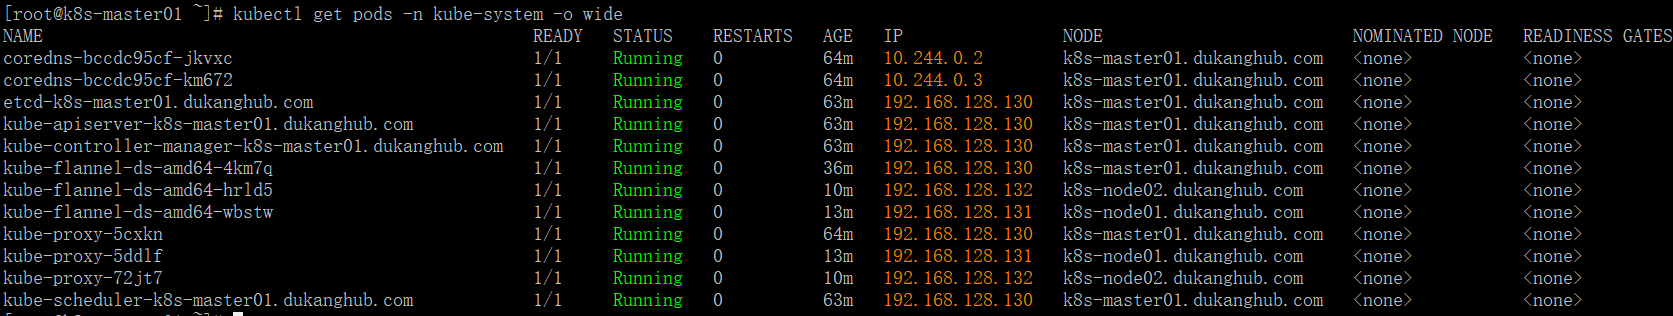 [root@k8s-master01 ~]# kubectl get pods -n kube-system -o wide
NAME READY STATUS RESTARTS AGE IP NODE NOMINATED NODE READINESS GATES
coredns-bccdc95cf-jkvxc 1/1 Running 0 64m 10.244.0.2 k8s-master01.dukanghub.com <none> <none>
coredns-bccdc95cf-km672 1/1 Running 0 64m 10.244.0.3 k8s-master01.dukanghub.com <none> <none>
etcd-k8s-master01.dukanghub.com 1/1 Running 0 63m 192.168.128.130 k8s-master01.dukanghub.com <none> <none>
kube-apiserver-k8s-master01.dukanghub.com 1/1 Running 0 63m 192.168.128.130 k8s-master01.dukanghub.com <none> <none>
kube-controller-manager-k8s-master01.dukanghub.com 1/1 Running 0 63m 192.168.128.130 k8s-master01.dukanghub.com <none> <none>
kube-flannel-ds-amd64-4km7q 1/1 Running 0 36m 192.168.128.130 k8s-master01.dukanghub.com <none> <none>
kube-flannel-ds-amd64-hrld5 1/1 Running 0 10m 192.168.128.132 k8s-node02.dukanghub.com <none> <none>
kube-flannel-ds-amd64-wbstw 1/1 Running 0 13m 192.168.128.131 k8s-node01.dukanghub.com <none> <none>
kube-proxy-5cxkn 1/1 Running 0 64m 192.168.128.130 k8s-master01.dukanghub.com <none> <none>
kube-proxy-5ddlf 1/1 Running 0 13m 192.168.128.131 k8s-node01.dukanghub.com <none> <none>
kube-proxy-72jt7 1/1 Running 0 10m 192.168.128.132 k8s-node02.dukanghub.com <none> <none>
kube-scheduler-k8s-master01.dukanghub.com 1/1 Running 0 63m 192.168.128.130 k8s-master01.dukanghub.com <none> <none>